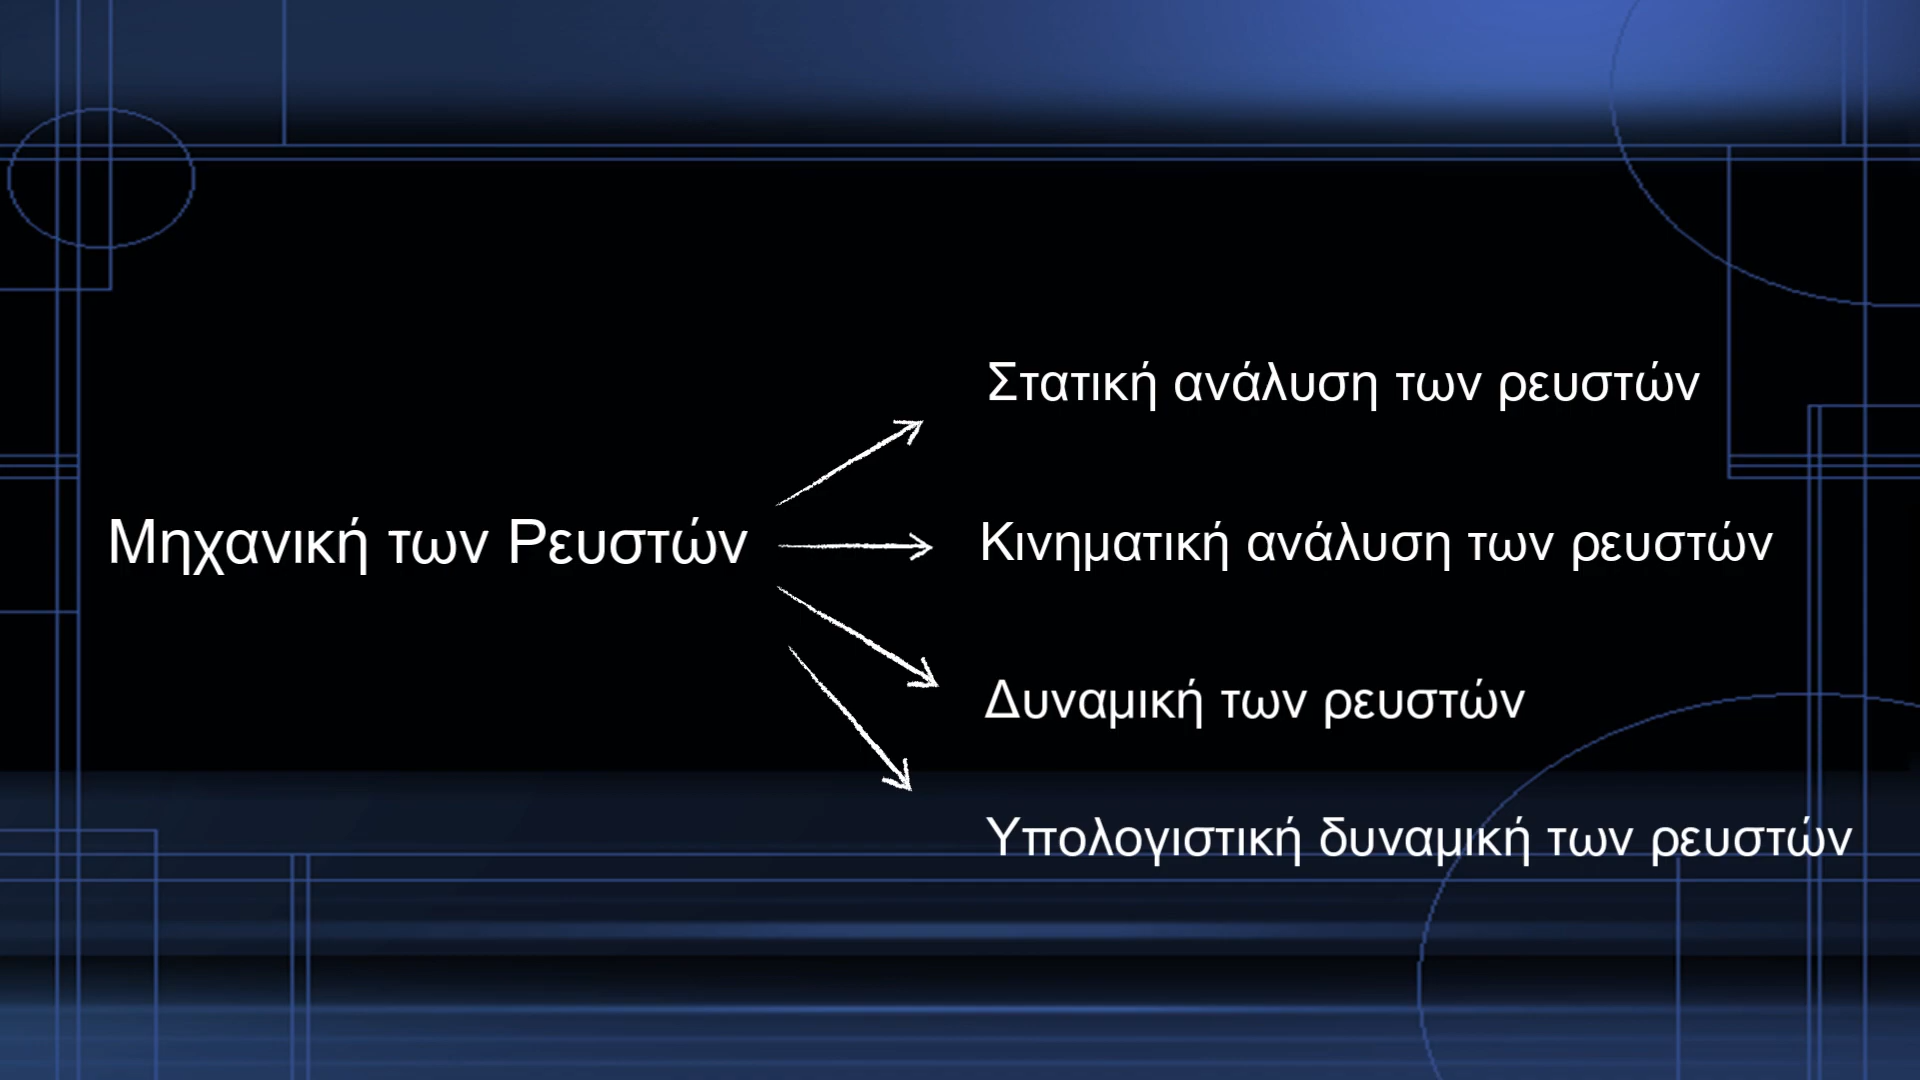 Στατική ανάλυση των ρευστών
Μηχανική των Ρευστών
Κινηματική ανάλυση των ρευστών
Δυναμική των ρευστών
Υπολογιστική δυναμική των ρευστών